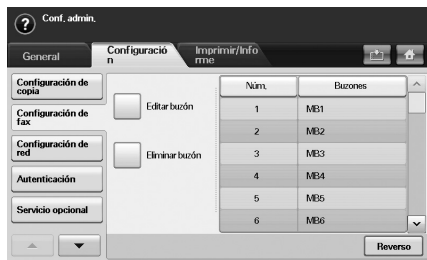 ? Conf. admin.
General
Configuració
n
Imprimir/Info
rme
Configuración de
copia
Configuración de
fax
Configuración de
red
Autenticación
Servicio opcional
Editar buzón
Eliminar buzón
Núm. Buzones
1 MB1
2 MB2
3 MB3
4 MB4
5 MB5
6 MB6
Reverso